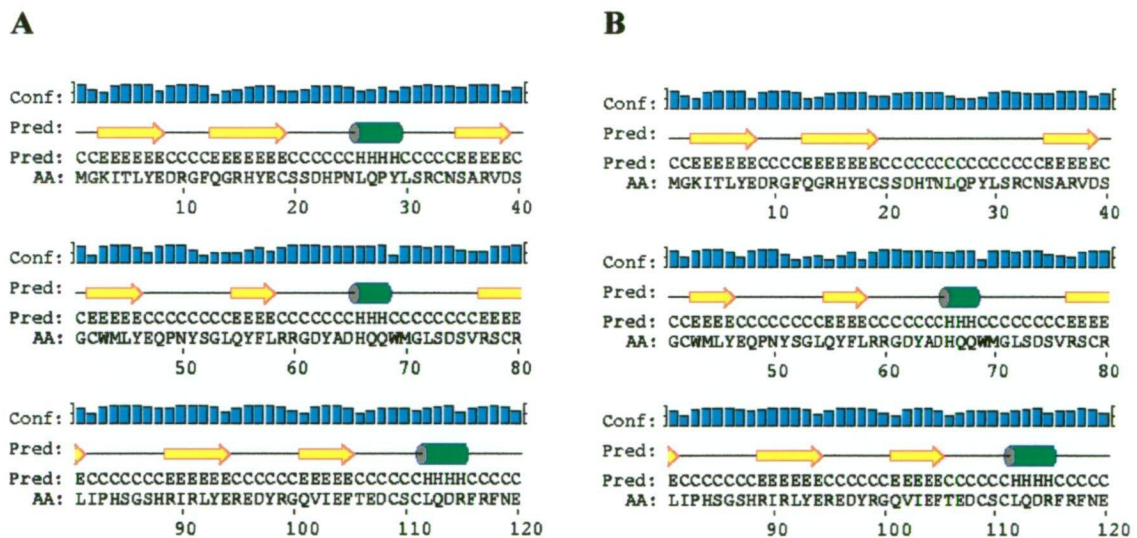 A
Conf:
Pred:
Pred: CCEEEEEECCCCEEEEEEECCCCCCHHHHCCCCCEEEEEC
AA: MGKITLYEDRGFQGRHYECSSDHPNLQPYLSRCNSARVDS
10 20 30 40
Conf:
Pred:
Pred: CEEEEECCCCCCCCEEEECCCCCCCHHHCCCCCCCCEEEE
AA: GCWMLYEQPNYSGLQYFLRRGDYADHQQWMGLSDSVRSCR
50 60 70 80
Conf:
Pred:
Pred: ECCCCCCCEEEEEECCCCCCEEEEECCCCCCHHHHCCCCC
AA: LIPHSGSHRIRLYEREDYRGQVIEFTEDCSCLQDRFRFNE
90 100 110 120
B
Conf:
Pred:
Pred: CCEEEEEECCCCEEEEEEECCCCCCCCCCCCCCCEEEEEC
AA: MGKITLYEDRGFQGRHYECSSDHTNLQPYLSRCNSARVDS
10 20 30 40
Conf:
Pred:
Pred: CCEEEECCCCCCCCEEEECCCCCCCHHHCCCCCCCCEEEE
AA: GCWMLYEQPNYSGLQYFLRRGDYADHQQWMGLSDSVRSCR
50 60 70 80
Conf:
Pred:
Pred: ECCCCCCCEEEEEECCCCCCEEEEECCCCCCHHHHCCCCC
AA: LIPHSGSHRIRLYEREDYRGQVIEFTEDCSCLQDRFRFNE
90 100 110 120